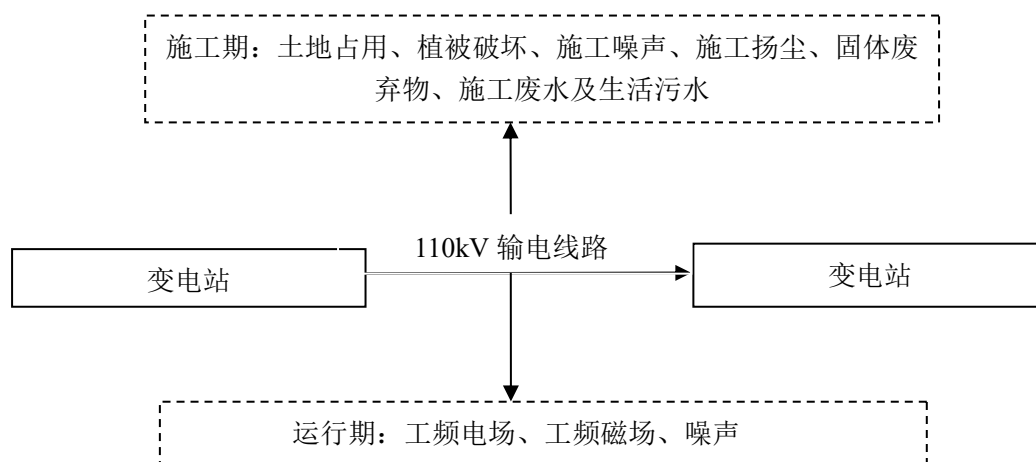 施工期：土地占用、植被破坏、施工噪声、施工扬尘、固体废
弃物、施工废水及生活污水
110kV 输电线路
变电站
变电站
运行期：工频电场、工频磁场、噪声